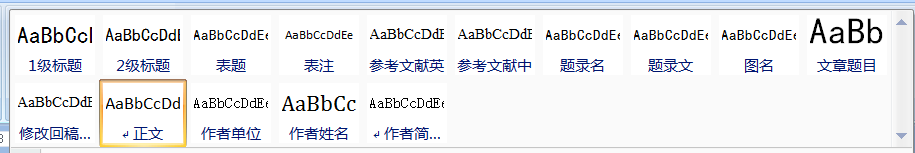 AaBbCcI AaBbCcDdI AaBbCcDdEe AaBbCcDdEe AaBbCcDdE AaBbCcDdE AaBbCcDdEe AaBbCcDdEe AaBbCcDdEe AaBb
1级标题 2级标题 表题 表注 参考文献英 参考文献中 题录名 题录文 图名 文章题目
AaBbCcDdE AaBbCcDd AaBbCcDdEe AaBbCc AaBbCcDdEe
修改回稿... ↲ 正文 作者单位 作者姓名 ↲ 作者简...